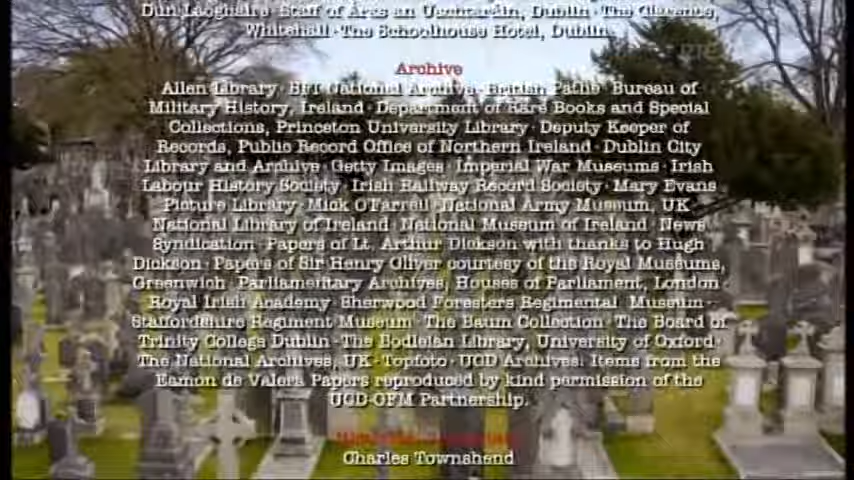 Dun Laoghaire · Staff of Áras an Uachtaráin, Dublin · The
Whitehall · The Schoolhouse Hotel, Dublin.
Archive
Allen Library · BFI National Archive · British Pathe · Bureau of
Military History, Ireland · Department of Rare Books and Special
Collections, Princeton University Library · Deputy Keeper of
Records, Public Record Office of Northern Ireland · Dublin City
Library and Archive · Getty Images · Imperial War Museums · Irish
Labour History Society · Irish Railway Record Society · Mary Evans
Picture Library · Mick O'Farrell · National Army Museum, UK ·
National Library of Ireland · National Museum of Ireland · News
Syndication · Papers of Lt. Arthur Dickson with thanks to Hugh
Dickson · Papers of Sir Henry Oliver courtesy of the Royal Museums,
Greenwich · Parliamentary Archives, Houses of Parliament, London ·
Royal Irish Academy · Sherwood Foresters Regimental Museum ·
Staffordshire Regiment Museum · The Baum Collection · The Board of
Trinity College Dublin · The Bodleian Library, University of Oxford ·
The National Archives, UK · Topfoto · UCD Archives. Items from the
Eamon de Valera Papers reproduced by kind permission of the
UCD-OFM Partnership.
Charles Townshend